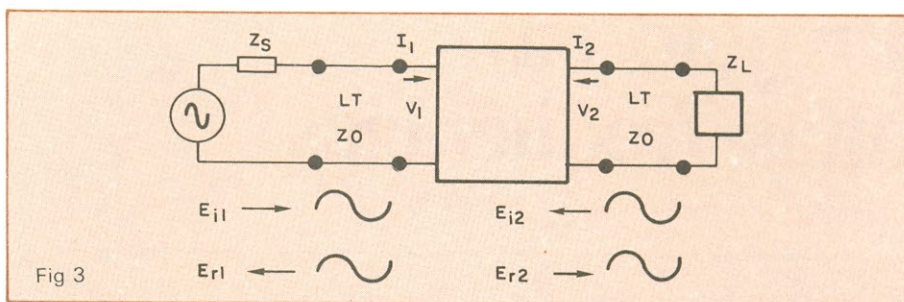 Zs I1 I2 ZL
LT V1 V2 LT
ZO ZO
Ei1 Ei2
Er1 Er2
Fig 3